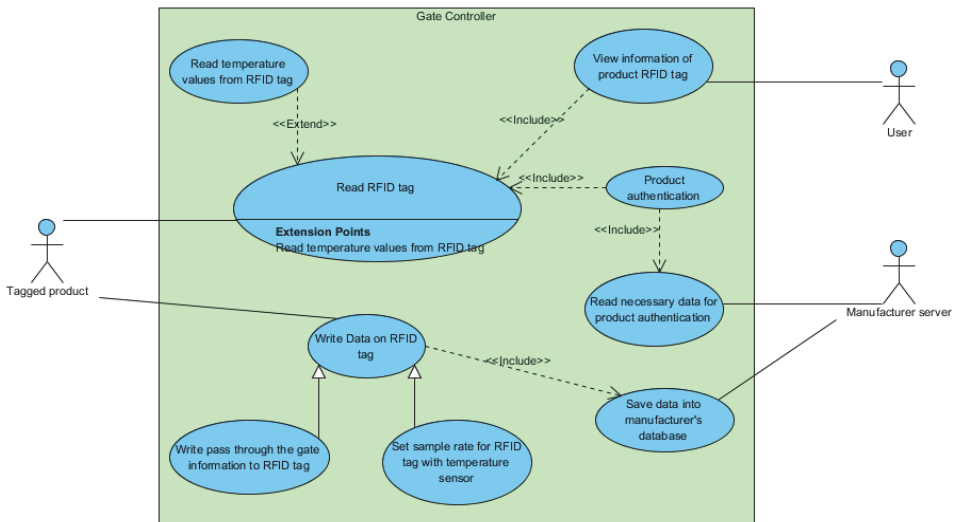 Gate Controller
Read temperature
values from RFID tag
View information of
product RFID tag
<<Extend>>
<<Include>>
User
Read RFID tag
<<Include>>
Product
authentication
Extension Points
Read temperature values from RFID tag
<<Include>>
Tagged product
Read necessary data for
product authentication
Manufacturer server
Write Data on RFID
tag
<<Include>>
Save data into
manufacturer's
database
Write pass through the gate
information to RFID tag
Set sample rate for RFID
tag with temperature
sensor